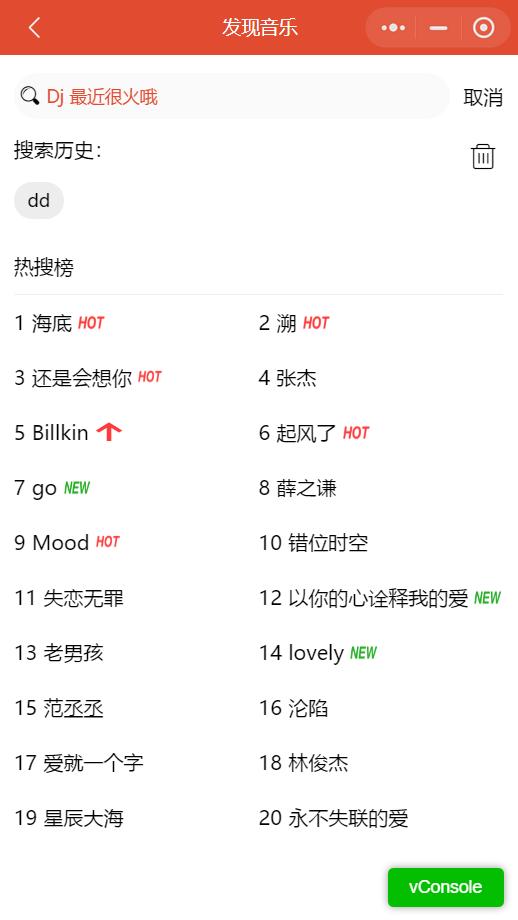 发现音乐
Dj 最近很火哦
取消
搜索历史：
dd
热搜榜
1 海底 HOT
2 溯 HOT
3 还是会想你 HOT
4 张杰
5 Billkin
6 起风了 HOT
7 go NEW
8 薛之谦
9 Mood HOT
10 错位时空
11 失恋无罪
12 以你的心诠释我的爱 NEW
13 老男孩
14 lovely NEW
15 范丞丞
16 沦陷
17 爱就一个字
18 林俊杰
19 星辰大海
20 永不失联的爱
vConsole